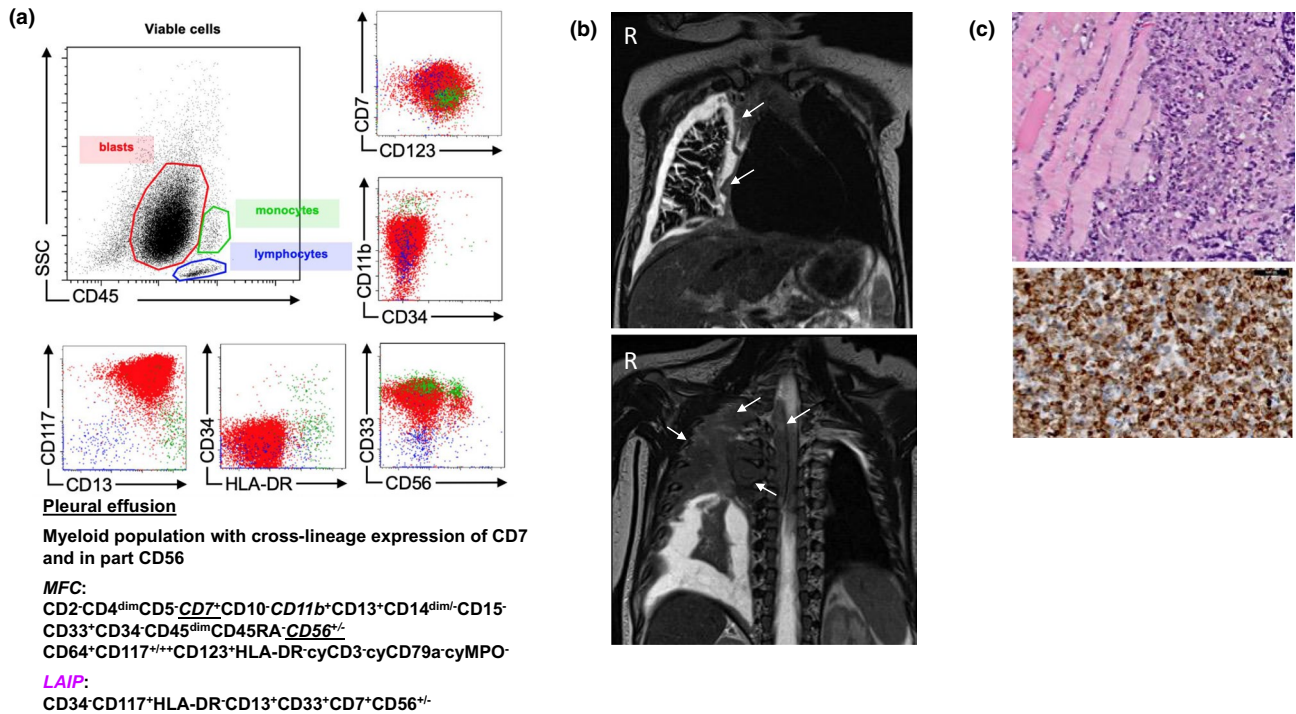 (a)
Viable cells
SSC
CD45
blasts
monocytes
lymphocytes
CD7
CD123
CD11b
CD34
CD117
CD13
CD34
HLA-DR
CD33
CD56
Pleural effusion
Myeloid population with cross-lineage expression of CD7
and in part CD56
MFC:
CD2-CD4dimCD5-CD7+CD10-CD11b+CD13+CD14dim/-CD15-
CD33+CD34-CD45dimCD45RA-CD56+/-
CD64+CD117+/++CD123+HLA-DR-cyCD3-cyCD79a-cyMPO-
LAIP:
CD34-CD117+HLA-DR-CD13+CD33+CD7+CD56+/-
(b)
R
R
(c)